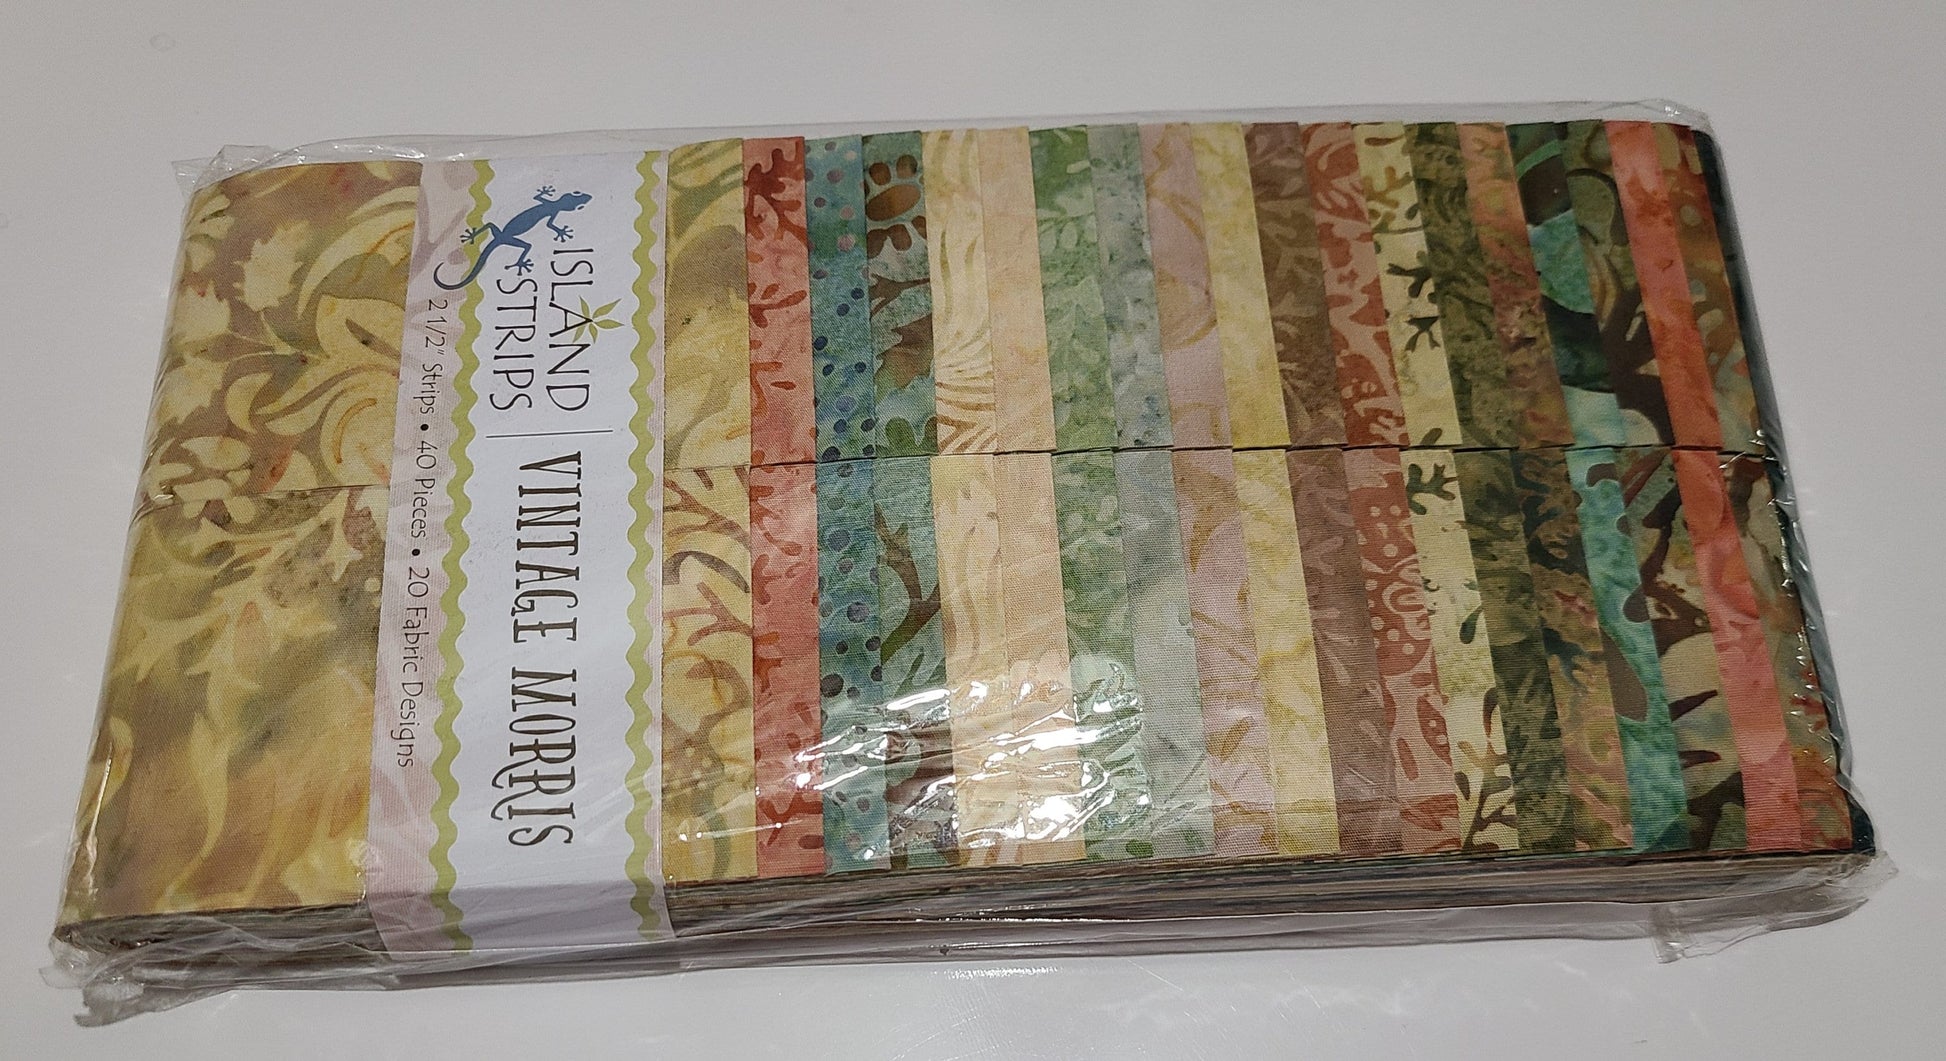 ISLAND
STRIPS
VINTAGE MORRIS
2 1/2" Strips • 40 Pieces • 20 Fabric Designs